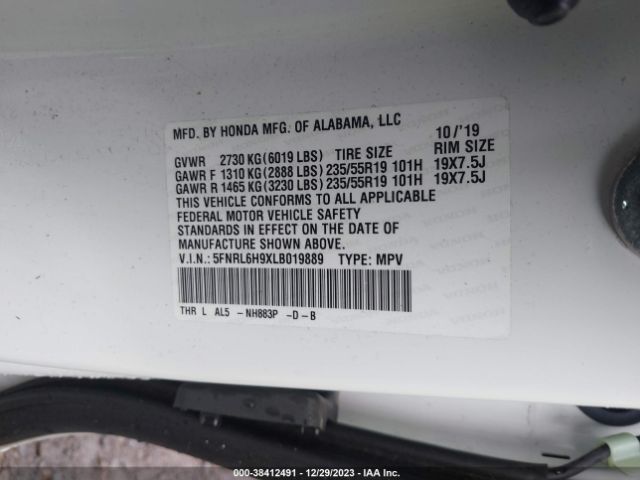 MFD. BY HONDA MFG. OF ALABAMA, LLC 10/'19
GVWR 2730 KG(6019 LBS) TIRE SIZE RIM SIZE
GAWR F 1310 KG(2888 LBS) 235/55R19 101H 19X7.5J
GAWR R 1465 KG(3230 LBS) 235/55R19 101H 19X7.5J
THIS VEHICLE CONFORMS TO ALL APPLICABLE
FEDERAL MOTOR VEHICLE SAFETY
STANDARDS IN EFFECT ON THE DATE OF
MANUFACTURE SHOWN ABOVE.
V.I.N.: 5FNRL6H9XLB019889 TYPE: MPV
THR L AL5 -NH883P -D-B
000-38412491 - 12/29/2023 - IAA Inc.